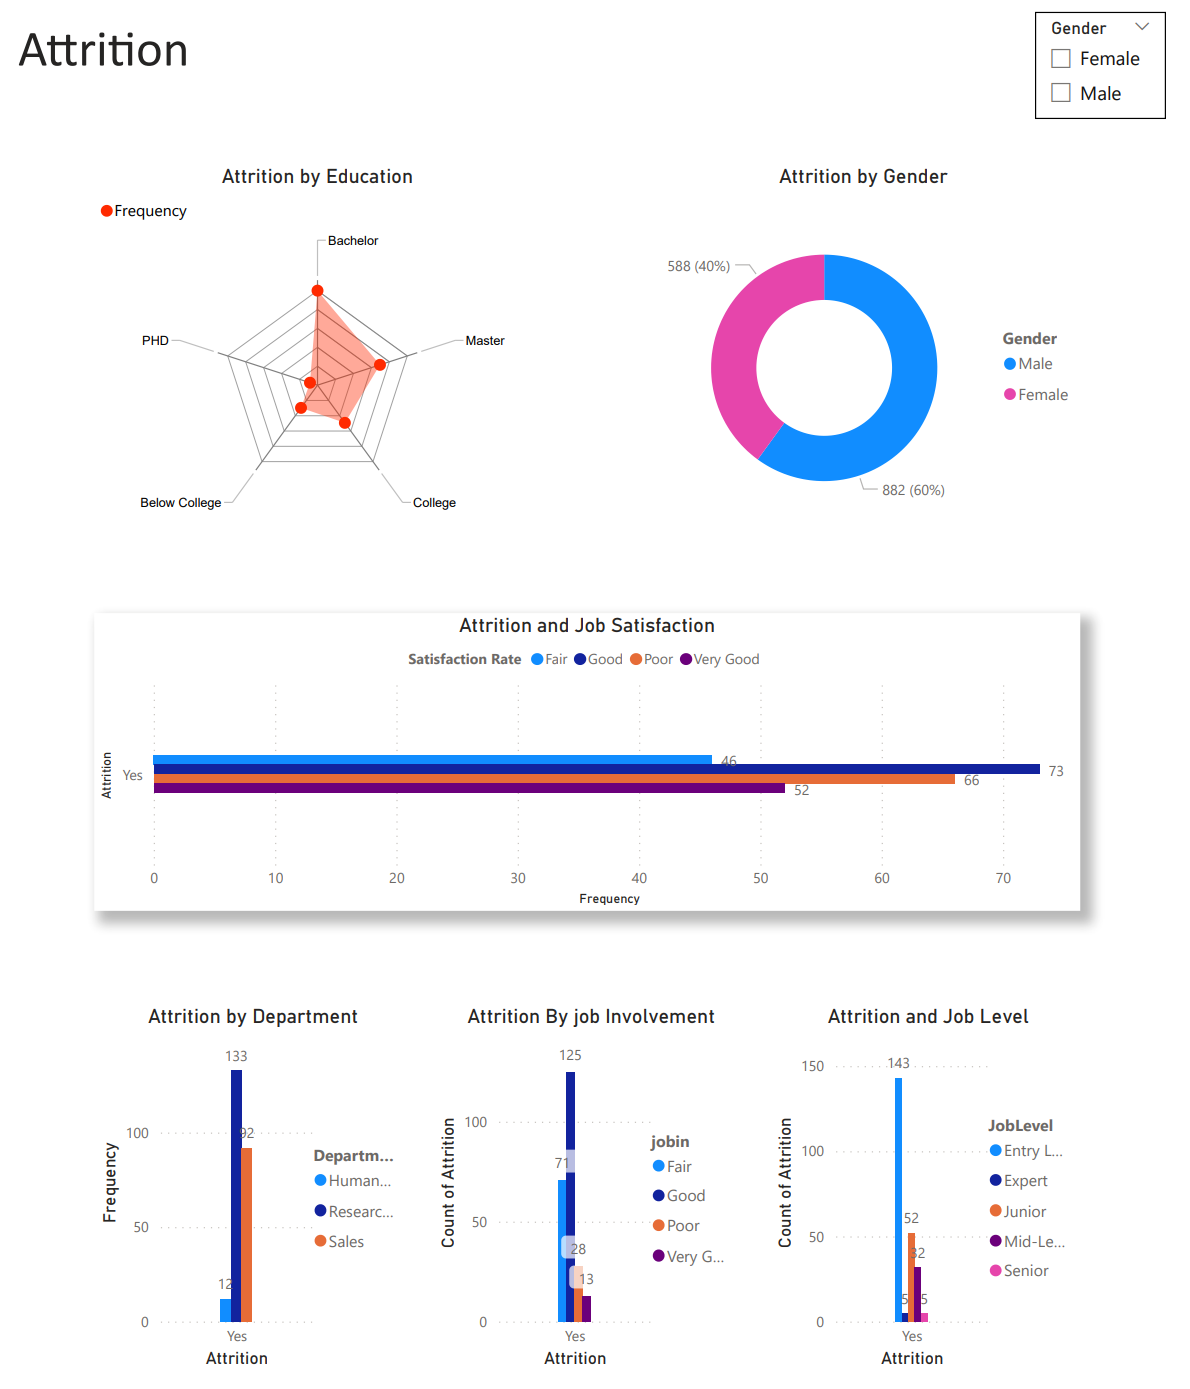 Attrition
Gender
Female
Male
Attrition by Education
Frequency
Bachelor
PHD
Master
Below College
College
Attrition by Gender
588 (40%)
882 (60%)
Gender
Male
Female
Attrition and Job Satisfaction
Satisfaction Rate Fair Good Poor Very Good
Attrition
Yes
46
73
66
52
0 10 20 30 40 50 60 70
Frequency
Attrition by Department
133
92
12
Frequency
100
50
0
Yes
Attrition
Departm...
Human...
Researc...
Sales
Attrition By job Involvement
125
71
28
13
Count of Attrition
100
50
0
Yes
Attrition
jobin
Fair
Good
Poor
Very G...
Attrition and Job Level
143
52
32
5
5
Count of Attrition
150
100
50
0
Yes
Attrition
JobLevel
Entry L...
Expert
Junior
Mid-Le...
Senior